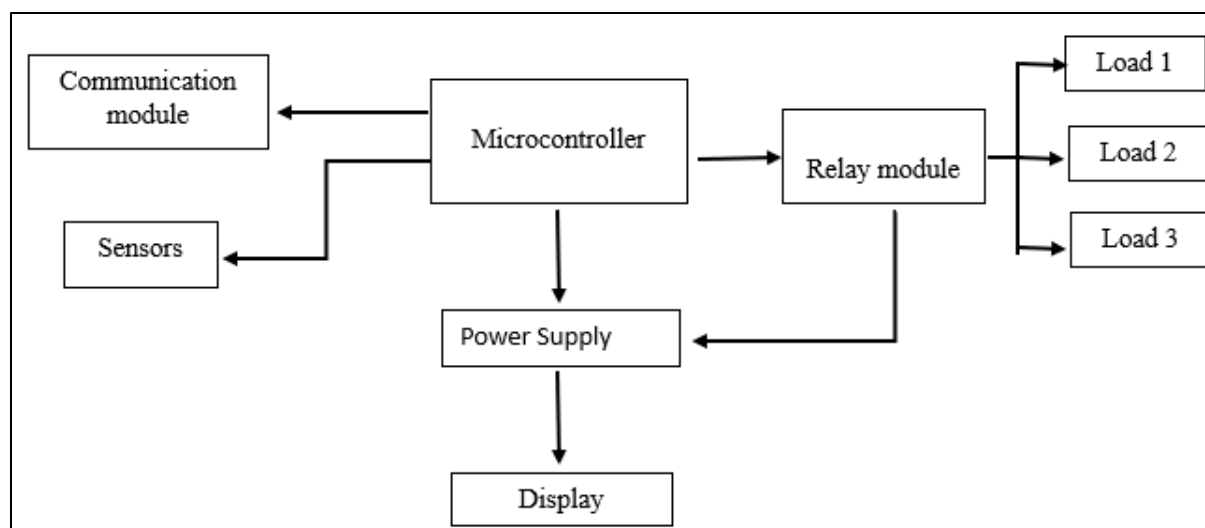 Communication
module
Microcontroller
Relay module
Load 1
Load 2
Load 3
Sensors
Power Supply
Display